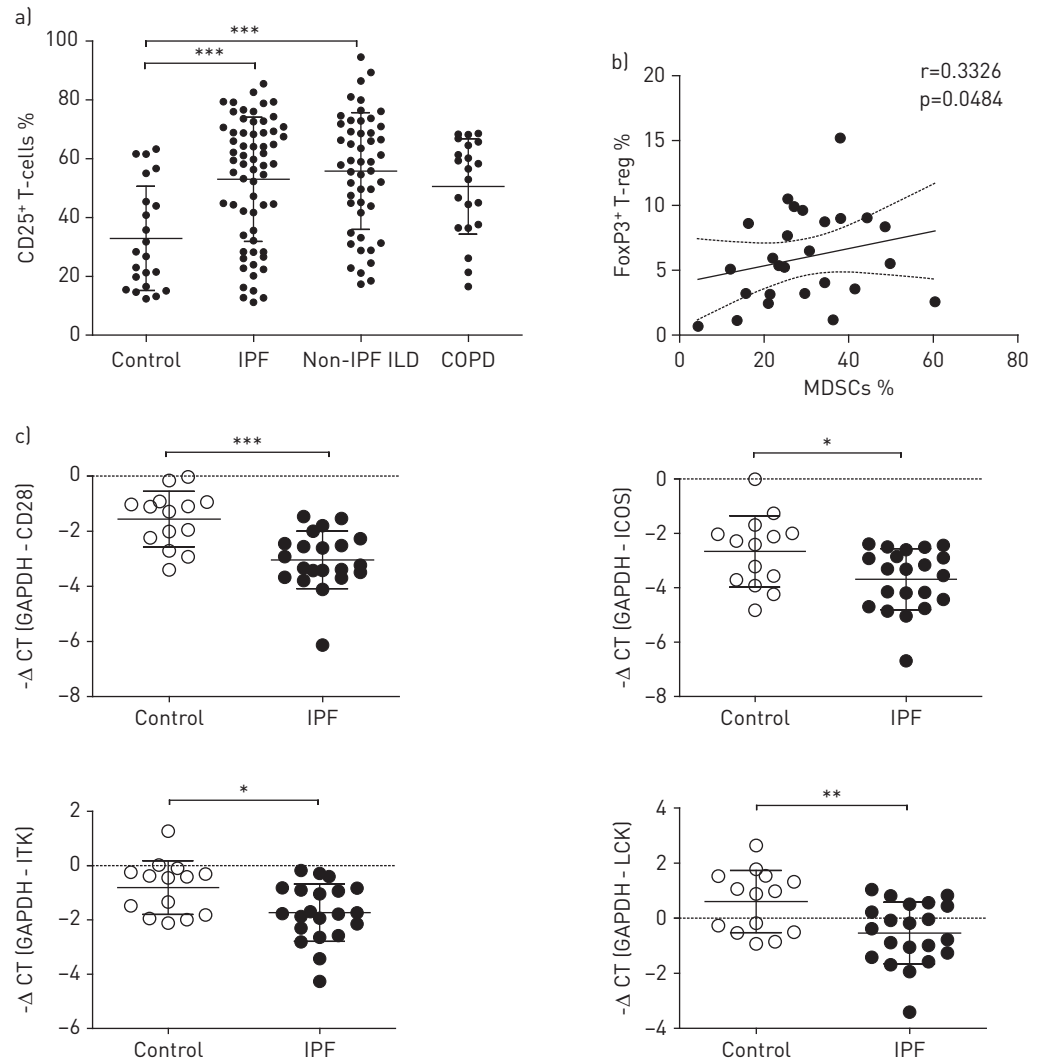 a)
***
***
100
80
60
40
20
0
CD25⁺ T-cells %
Control IPF Non-IPF ILD COPD
b)
r=0.3326
p=0.0484
20
15
10
5
0
FoxP3⁺ T-reg %
0 20 40 60 80
MDSCs %
c)
***
0
−2
−4
−6
−8
-Δ CT (GAPDH - CD28)
Control IPF
*
0
−2
−4
−6
−8
-Δ CT (GAPDH - ICOS)
Control IPF
*
2
0
−2
−4
−6
-Δ CT (GAPDH - ITK)
Control IPF
**
4
2
0
−2
−4
-Δ CT (GAPDH - LCK)
Control IPF